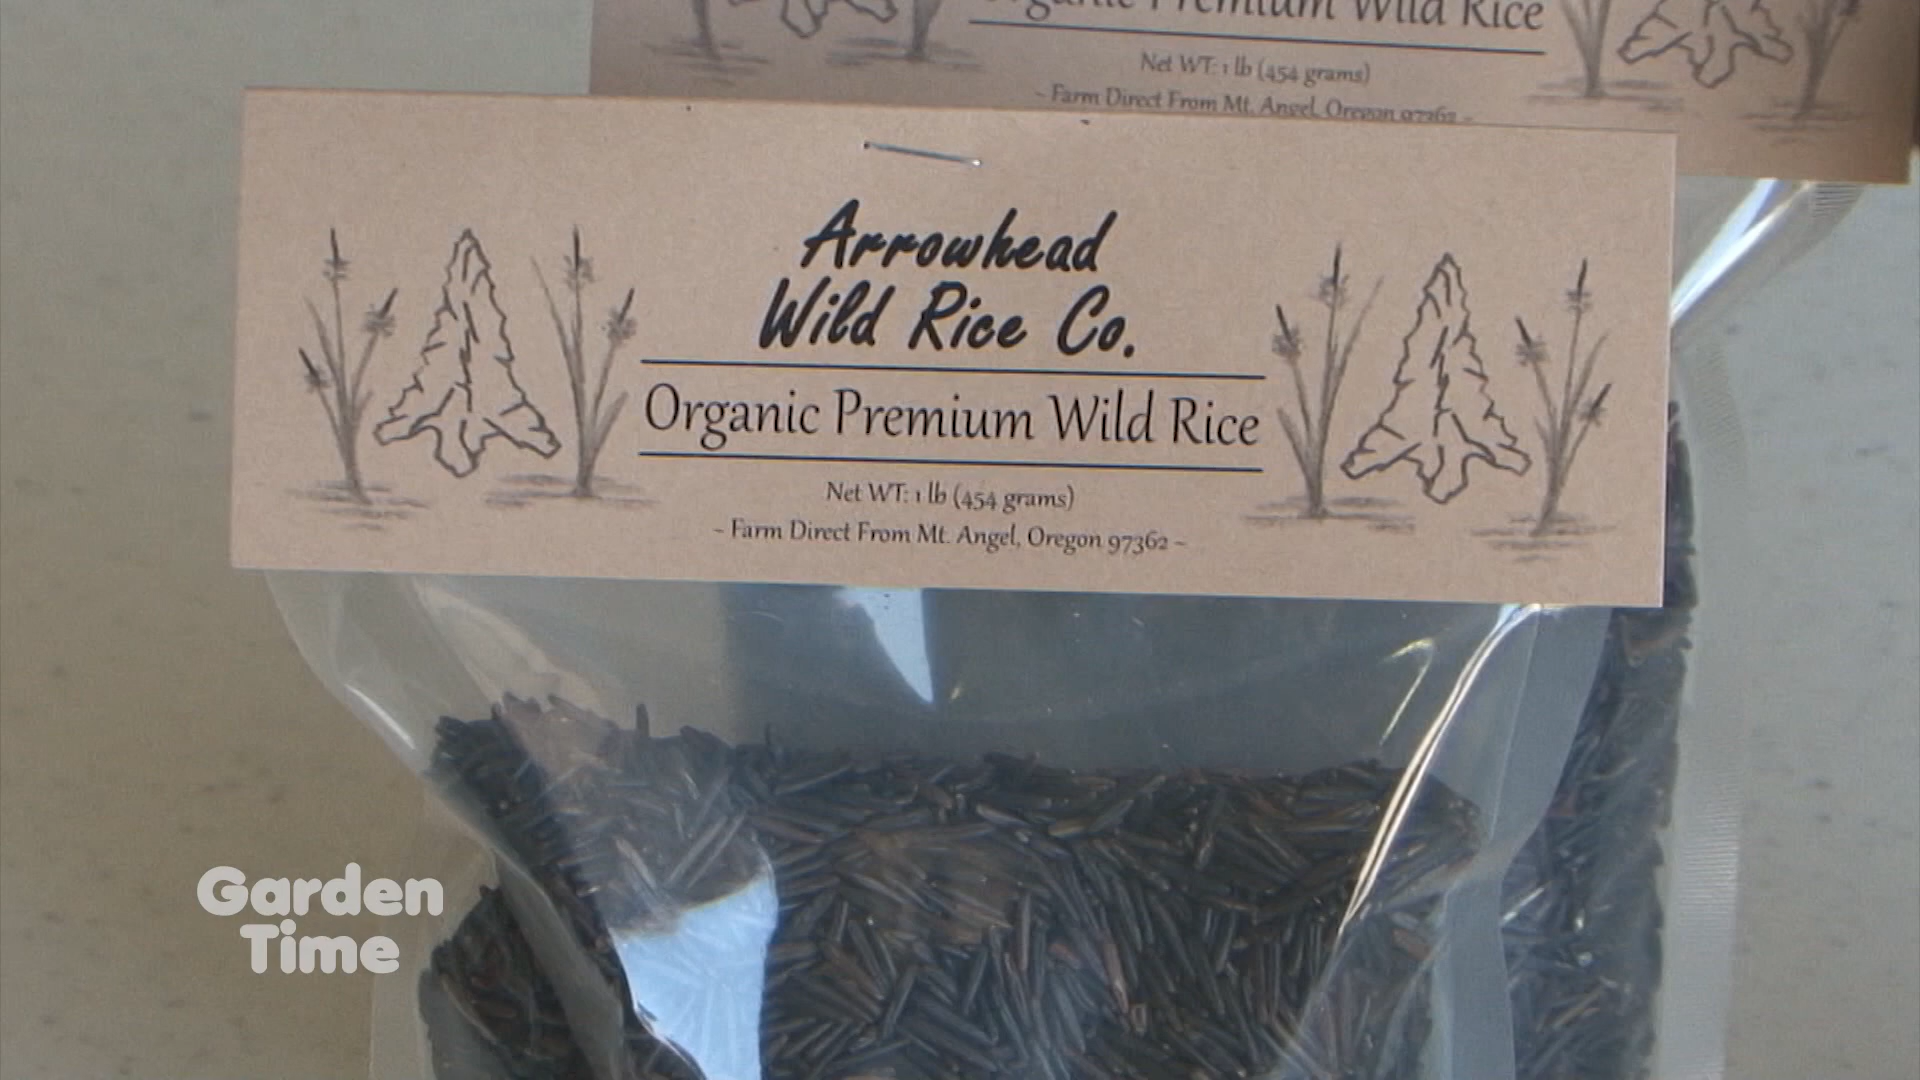 Organic Premium Wild Rice
Net WT: 1 lb (454 grams)
~ Farm Direct From Mt. Angel, Oregon 97362 ~
Arrowhead
Wild Rice Co.
Organic Premium Wild Rice
Net WT: 1 lb (454 grams)
~ Farm Direct From Mt. Angel, Oregon 97362 ~
Garden
Time